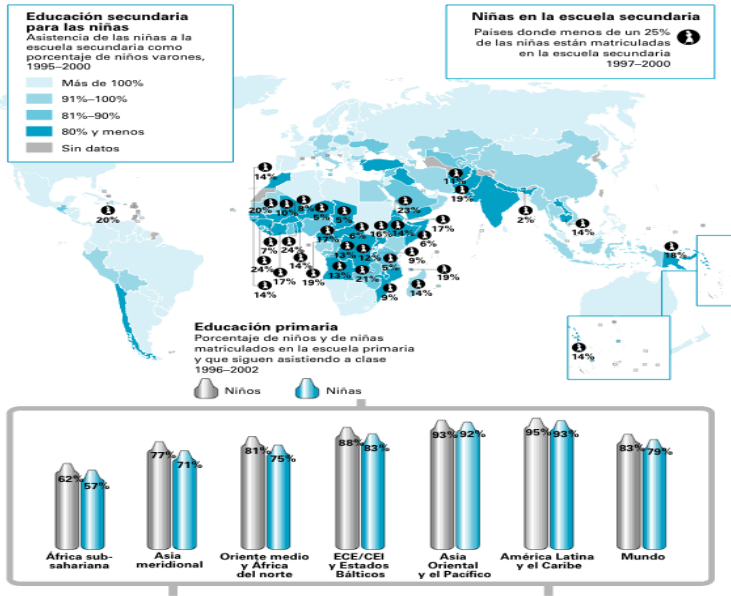 Educación secundaria
para las niñas
Asistencia de las niñas a la
escuela secundaria como
porcentaje de niños varones,
1995–2000
Más de 100%
91%–100%
81%–90%
80% y menos
Sin datos
Niñas en la escuela secundaria
Países donde menos de un 25%
de las niñas están matriculadas
en la escuela secundaria
1997–2000
14%
20%
20%
10%
8%
5%
5%
17%
6%
16%
14%
23%
17%
6%
11%
19%
2%
14%
18%
7%
24%
14%
13%
12%
5%
9%
24%
17%
19%
13%
21%
19%
14%
9%
14%
14%
Educación primaria
Porcentaje de niños y de niñas
matriculados en la escuela primaria
y que siguen asistiendo a clase
1996–2002
Niños
Niñas
62%
57%
77%
71%
81%
75%
88%
83%
93%
92%
95%
93%
83%
79%
África sub-
sahariana
Asia
meridional
Oriente medio
y África
del norte
ECE/CEI
y Estados
Bálticos
Asia
Oriental
y el Pacífico
América Latina
y el Caribe
Mundo